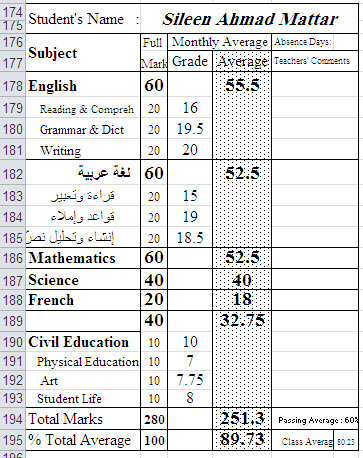 174
175 Student's Name : Sileen Ahmad Mattar
176 Full Monthly Average Absence Days:
Subject
177 Mark Grade Average Teachers' Comments
178 English 60 55.5
179 Reading & Compreh 20 16
180 Grammar & Dict 20 19.5
181 Writing 20 20
182 لغة عربية 60 52.5
183 قراءة وتعبير 20 15
184 قواعد وإملاء 20 19
185 إنشاء وتحليل نصّ 20 18.5
186 Mathematics 60 52.5
187 Science 40 40
188 French 20 18
189 40 32.75
190 Civil Education 10 10
191 Physical Education 10 7
192 Art 10 7.75
193 Student Life 10 8
194 Total Marks 280 251.3 Passing Average : 60%
195 % Total Average 100 89.73 Class Averag 80.23